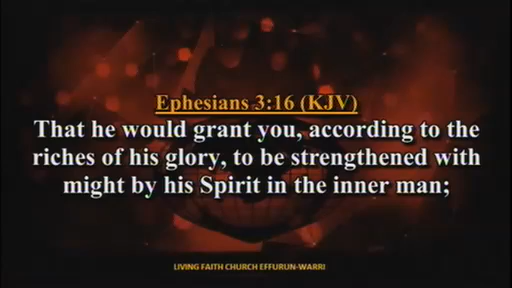 Ephesians 3:16 (KJV)
That he would grant you, according to the
riches of his glory, to be strengthened with
might by his Spirit in the inner man;
LIVING FAITH CHURCH EFFURUN-WARRI